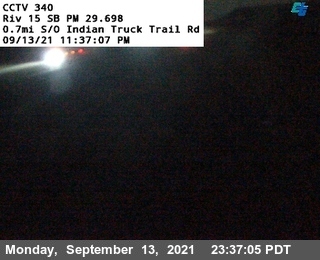 CCTV 340
Riv 15 SB PM 29.698
0.7mi S/O Indian Truck Trail Rd
09/13/21 11:37:07 PM
Monday, September 13, 2021 23:37:05 PDT